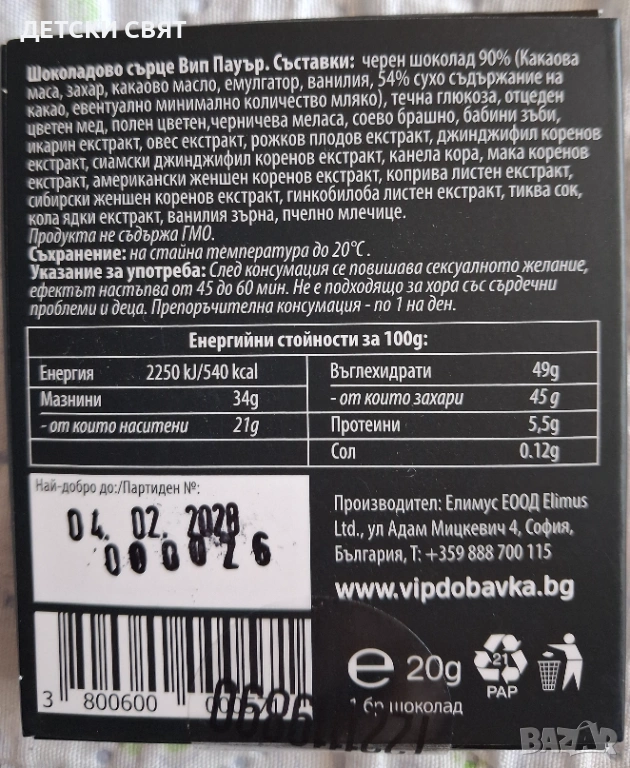 ДЕТСКИ СВЯТ
Шоколадово сърце Вип Пауър. Съставки: черен шоколад 90% (Какаова
маса, захар, какаово масло, емулгатор, ванилия, 54% сухо съдържание на
какао, евентуално минимално количество мляко), течна глюкоза, отцеден
цветен мед, полен цветен,черничева меласа, соево брашно, бабини зъби,
икарин екстракт, овес екстракт, рожков плодов екстракт, джинджифил коренов
екстракт, сиамски джинджифил коренов екстракт, канела кора, мака коренов
екстракт, американски женшен коренов екстракт, коприва листен екстракт,
сибирски женшен коренов екстракт, гинкобилоба листен екстракт, тиква сок,
кола ядки екстракт, ванилия зърна, пчелно млечице.
Продукта не съдържа ГМО.
Съхранение: на стайна температура до 20°C.
Указание за употреба: След консумация се повишава сексуалното желание,
ефектът настъпва от 45 до 60 мин. Не е подходящо за хора със сърдечни
проблеми и деца. Препоръчителна консумация - по 1 на ден.
Енергийни стойности за 100g:
Енергия 2250 kJ/540 kcal
Мазнини 34g
- от които наситени 21g
Въглехидрати 49g
- от които захари 45g
Протеини 5,5g
Сол 0.12g
Най-добро до:/Партиден №:
04. 02. 2028
000026
Производител: Елимус ЕООД Elimus
Ltd., ул Адам Мицкевич 4, София,
България, Т: +359 888 700 115
www.vipdobavka.bg
3 800600
e 20g
1 бр шоколад
21
PAP
BAZAR